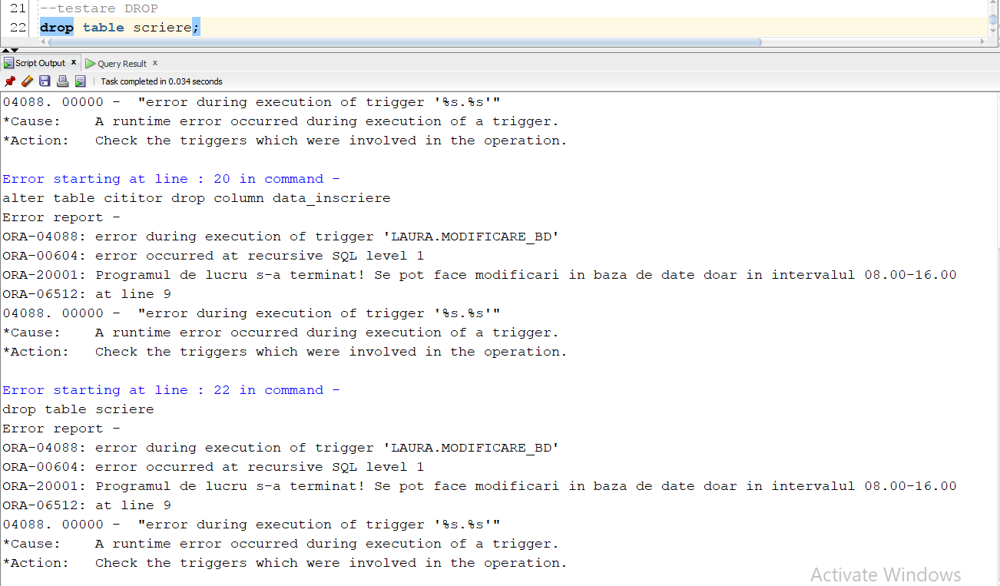 21 --testare DROP
22 drop table scriere;
Script Output x Query Result x
Task completed in 0.034 seconds
04088. 00000 -  "error during execution of trigger '%s.%s'"
*Cause:    A runtime error occurred during execution of a trigger.
*Action:   Check the triggers which were involved in the operation.
Error starting at line : 20 in command -
alter table cititor drop column data_inscriere
Error report -
ORA-04088: error during execution of trigger 'LAURA.MODIFICARE_BD'
ORA-00604: error occurred at recursive SQL level 1
ORA-20001: Programul de lucru s-a terminat! Se pot face modificari in baza de date doar in intervalul 08.00-16.00
ORA-06512: at line 9
04088. 00000 -  "error during execution of trigger '%s.%s'"
*Cause:    A runtime error occurred during execution of a trigger.
*Action:   Check the triggers which were involved in the operation.
Error starting at line : 22 in command -
drop table scriere
Error report -
ORA-04088: error during execution of trigger 'LAURA.MODIFICARE_BD'
ORA-00604: error occurred at recursive SQL level 1
ORA-20001: Programul de lucru s-a terminat! Se pot face modificari in baza de date doar in intervalul 08.00-16.00
ORA-06512: at line 9
04088. 00000 -  "error during execution of trigger '%s.%s'"
*Cause:    A runtime error occurred during execution of a trigger.
*Action:   Check the triggers which were involved in the operation.
Activate Windows